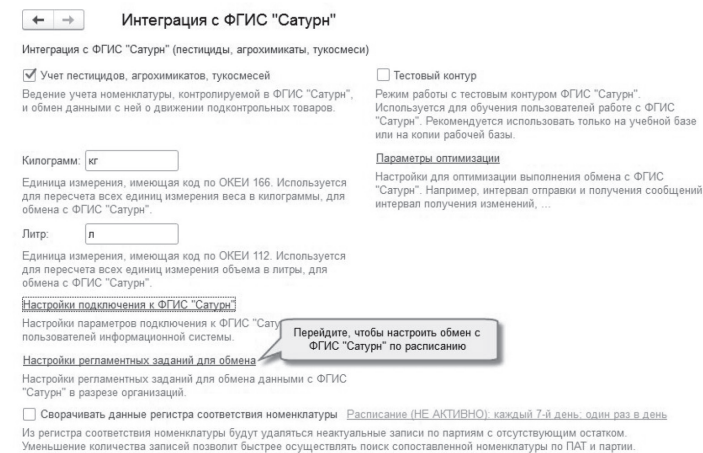 Интеграция с ФГИС "Сатурн"
Интеграция с ФГИС "Сатурн" (пестициды, агрохимикаты, тукосмеси)
Учет пестицидов, агрохимикатов, тукосмесей
Ведение учета номенклатуры, контролируемой в ФГИС "Сатурн",
и обмен данными с ней о движении подконтрольных товаров.
Тестовый контур
Режим работы с тестовым контуром ФГИС "Сатурн".
Используется для обучения пользователей работе с ФГИС
"Сатурн". Рекомендуется использовать только на учебной базе
или на копии рабочей базы.
Килограмм: кг
Единица измерения, имеющая код по ОКЕИ 166. Используется
для пересчета всех единиц измерения веса в килограммы, для
обмена с ФГИС "Сатурн".
Параметры оптимизации
Настройки для оптимизации выполнения обмена с ФГИС
"Сатурн". Например, интервал отправки и получения сообщений
интервал получения изменений, ...
Литр: л
Единица измерения, имеющая код по ОКЕИ 112. Используется
для пересчета всех единиц измерения объема в литры, для
обмена с ФГИС "Сатурн".
Настройки подключения к ФГИС "Сатурн"
Настройки параметров подключения к ФГИС "Сату
пользователей информационной системы.
Перейдите, чтобы настроить обмен с
ФГИС "Сатурн" по расписанию
Настройки регламентных заданий для обмена
Настройки регламентных заданий для обмена данными с ФГИС
"Сатурн" в разрезе организаций.
Сворачивать данные регистра соответствия номенклатуры Расписание (НЕ АКТИВНО): каждый 7-й день; один раз в день
Из регистра соответствия номенклатуры будут удаляться неактуальные записи по партиям с отсутствующим остатком.
Уменьшение количества записей позволит быстрее осуществлять поиск сопоставленной номенклатуры по ПАТ и партии.